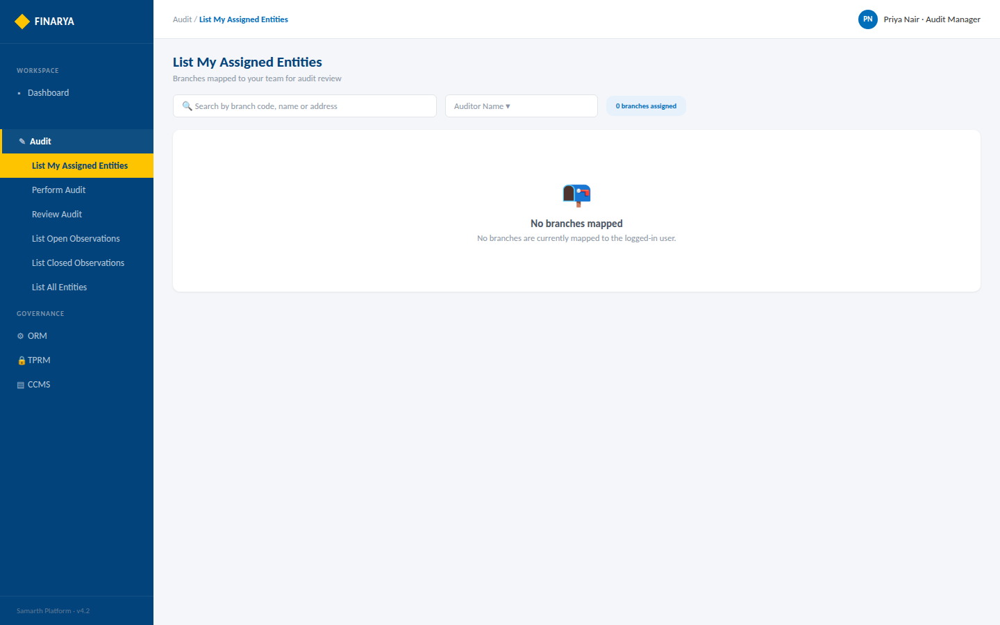 FINARYA
WORKSPACE
Dashboard
Audit
List My Assigned Entities
Perform Audit
Review Audit
List Open Observations
List Closed Observations
List All Entities
GOVERNANCE
ORM
TPRM
CCMS
Samarth Platform - v4.2
Audit / List My Assigned Entities
PN Priya Nair · Audit Manager
List My Assigned Entities
Branches mapped to your team for audit review
Search by branch code, name or address
Auditor Name ▾
0 branches assigned
No branches mapped
No branches are currently mapped to the logged-in user.